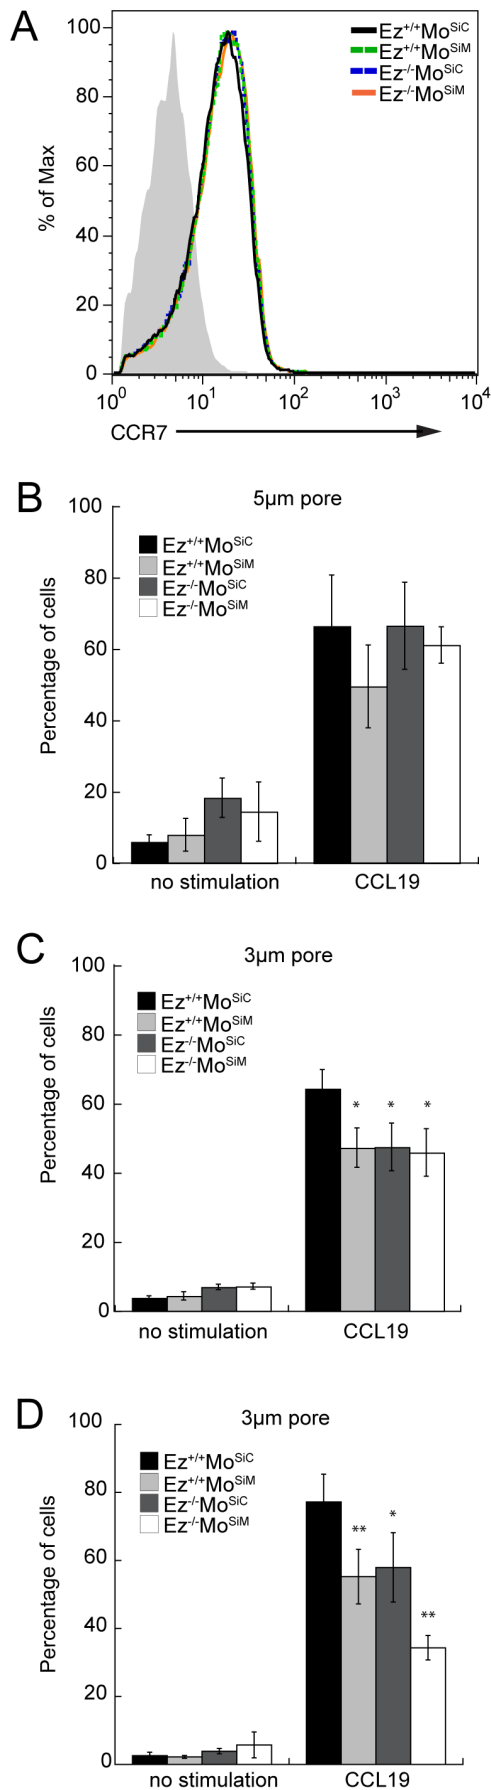 A
100
80
60
40
20
0
% of Max
Ez+/+MoSiC
Ez+/+MoSiM
Ez-/-MoSiC
Ez-/-MoSiM
10^0 10^1 10^2 10^3 10^4
CCR7
B
5µm pore
100
80
60
40
20
0
Percentage of cells
Ez+/+MoSiC
Ez+/+MoSiM
Ez-/-MoSiC
Ez-/-MoSiM
no stimulation CCL19
C
3µm pore
100
80
60
40
20
0
Percentage of cells
Ez+/+MoSiC
Ez+/+MoSiM
Ez-/-MoSiC
Ez-/-MoSiM
* * *
no stimulation CCL19
D
3µm pore
100
80
60
40
20
0
Percentage of cells
Ez+/+MoSiC
Ez+/+MoSiM
Ez-/-MoSiC
Ez-/-MoSiM
** * **
no stimulation CCL19